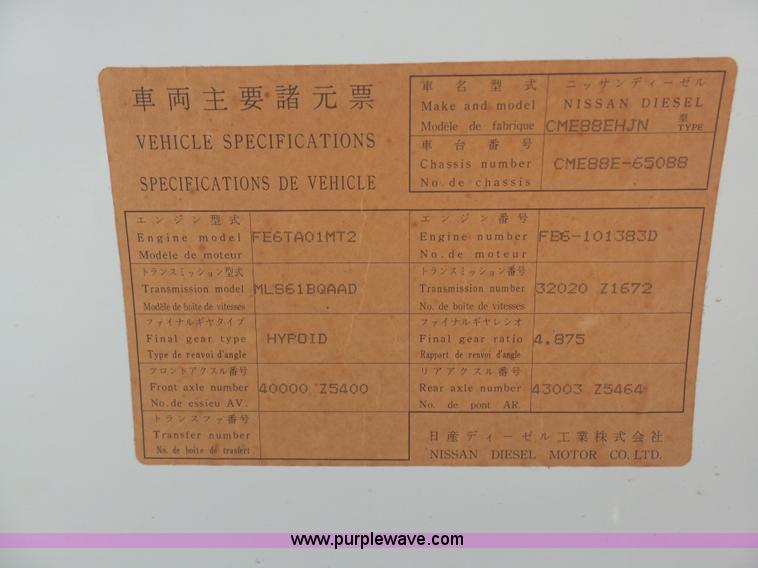 車両主要諸元票
VEHICLE SPECIFICATIONS
SPECIFICATIONS DE VEHICLE
車名型式 ニッサンディーゼル
Make and model NISSAN DIESEL
Modèle de fabrique CME88EHJN 型 TYPE
車台番号
Chassis number CME88E-65088
No. de chassis
エンジン型式 エンジン番号
Engine model FE6TA01MT2 Engine number FE6-101383D
Modèle de moteur No. de moteur
トランスミッション型式 トランスミッション番号
Transmission model MLS61BQAAD Transmission number 32020 Z1672
Modèle de boite de vitesses No. de boite de vitesses
ファイナルギヤタイプ ファイナルギヤレシオ
Final gear type HYPOID Final gear ratio 4.875
Type de renvoi d'angle Rapport de renvoi d'angle
フロントアクスル番号 リアアクスル番号
Front axle number 40000 Z5400 Rear axle number 43003 Z5464
No. de essieu AV. No. de pont AR.
トランスファ番号
Transfer number 日産ディーゼル工業株式会社
No. de boite de trasfert NISSAN DIESEL MOTOR CO. LTD.
www.purplewave.com